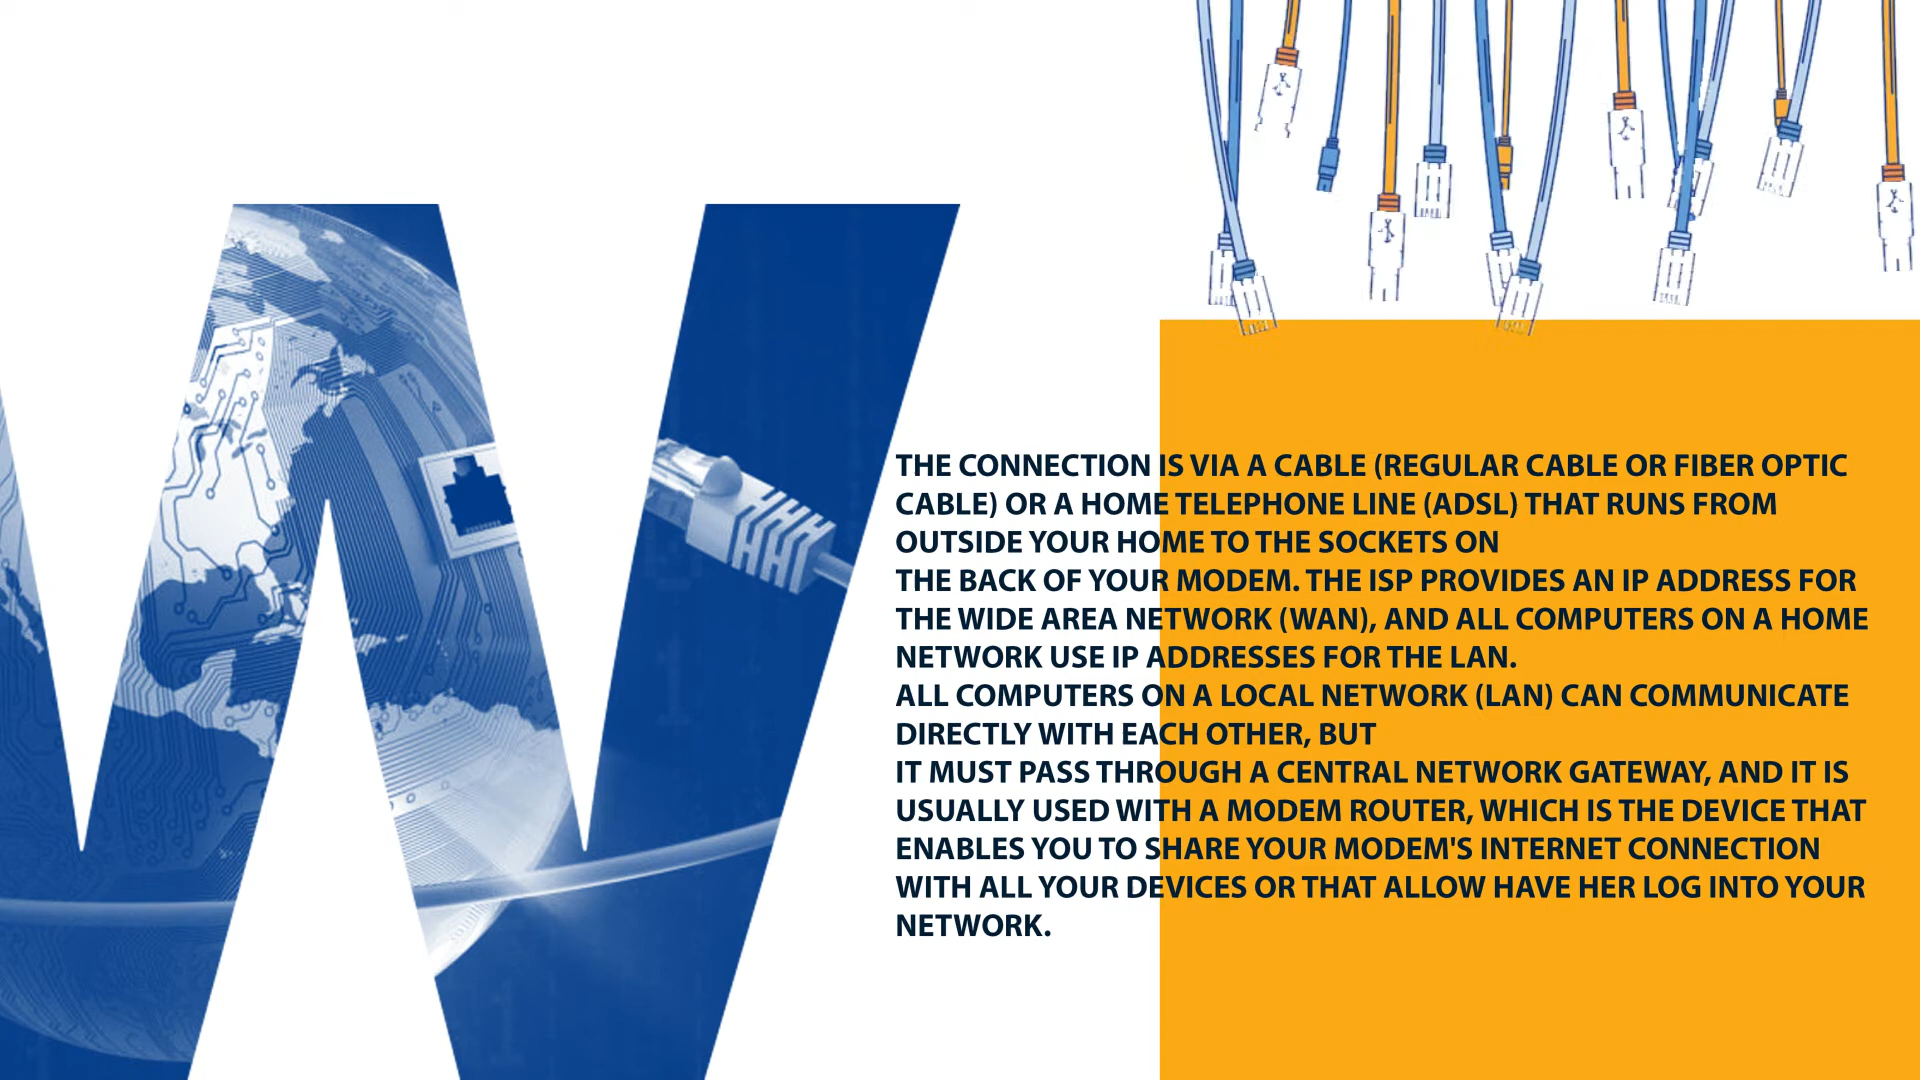 W
THE CONNECTION IS VIA A CABLE (REGULAR CABLE OR FIBER OPTIC
CABLE) OR A HOME TELEPHONE LINE (ADSL) THAT RUNS FROM
OUTSIDE YOUR HOME TO THE SOCKETS ON
THE BACK OF YOUR MODEM. THE ISP PROVIDES AN IP ADDRESS FOR
THE WIDE AREA NETWORK (WAN), AND ALL COMPUTERS ON A HOME
NETWORK USE IP ADDRESSES FOR THE LAN.
ALL COMPUTERS ON A LOCAL NETWORK (LAN) CAN COMMUNICATE
DIRECTLY WITH EACH OTHER, BUT
IT MUST PASS THROUGH A CENTRAL NETWORK GATEWAY, AND IT IS
USUALLY USED WITH A MODEM ROUTER, WHICH IS THE DEVICE THAT
ENABLES YOU TO SHARE YOUR MODEM'S INTERNET CONNECTION
WITH ALL YOUR DEVICES OR THAT ALLOW HAVE HER LOG INTO YOUR
NETWORK.